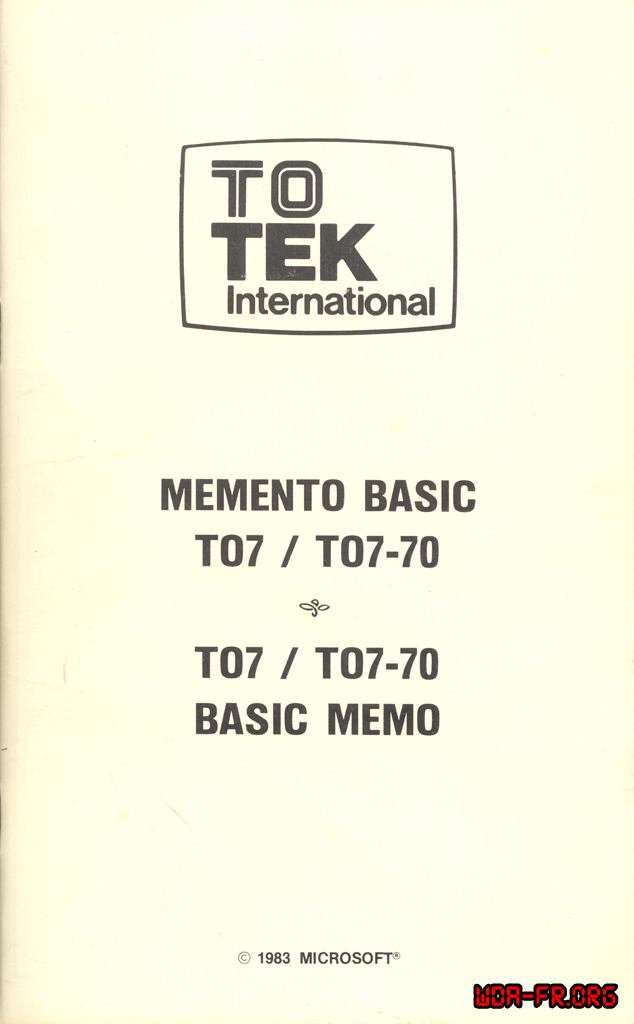 TO
TEK
International
MEMENTO BASIC
TO7 / TO7-70
TO7 / TO7-70
BASIC MEMO
© 1983 MICROSOFT®
WDA-FR.ORG